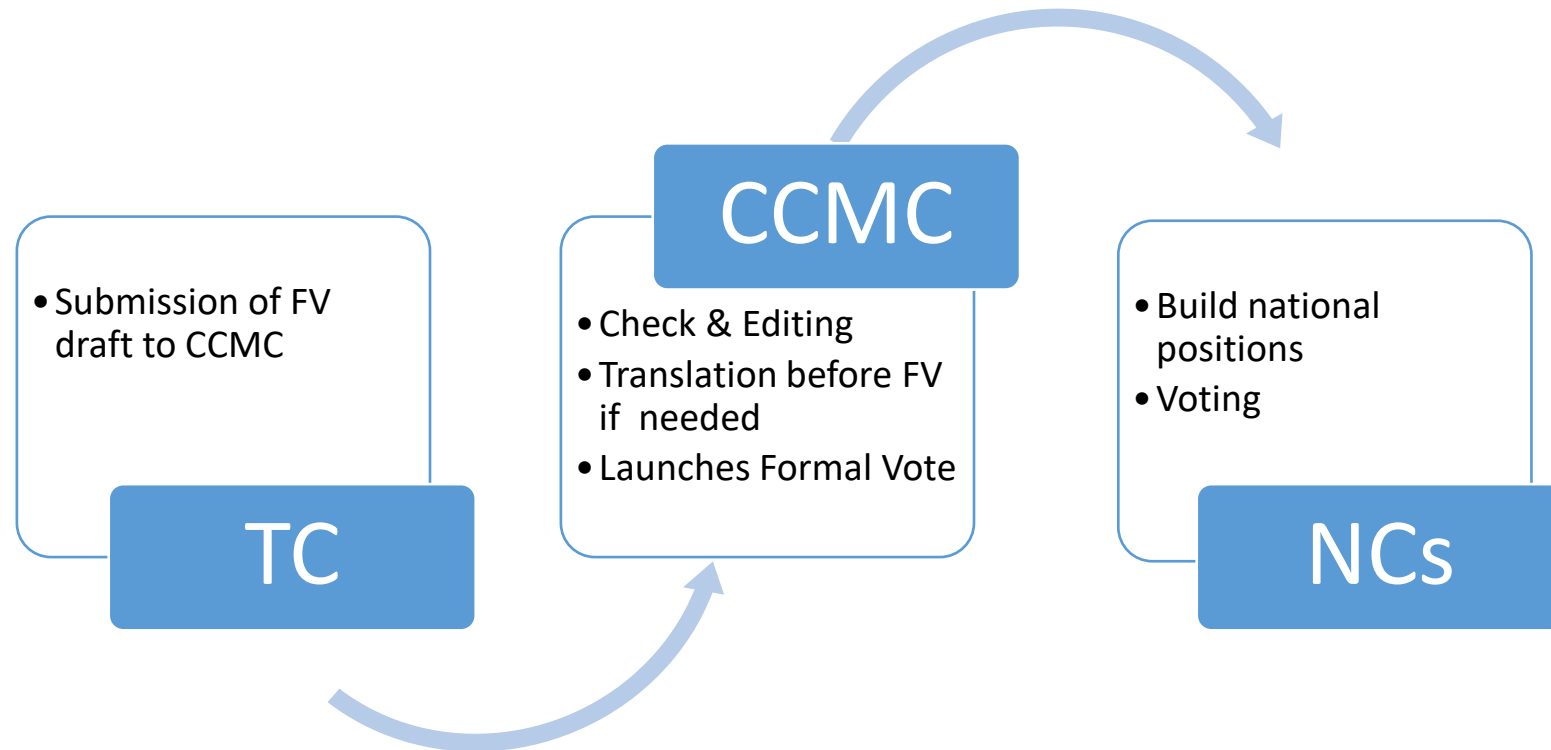 • Submission of FV
draft to CCMC
TC
CCMC
• Check & Editing
• Translation before FV
if needed
• Launches Formal Vote
• Build national
positions
• Voting
NCs